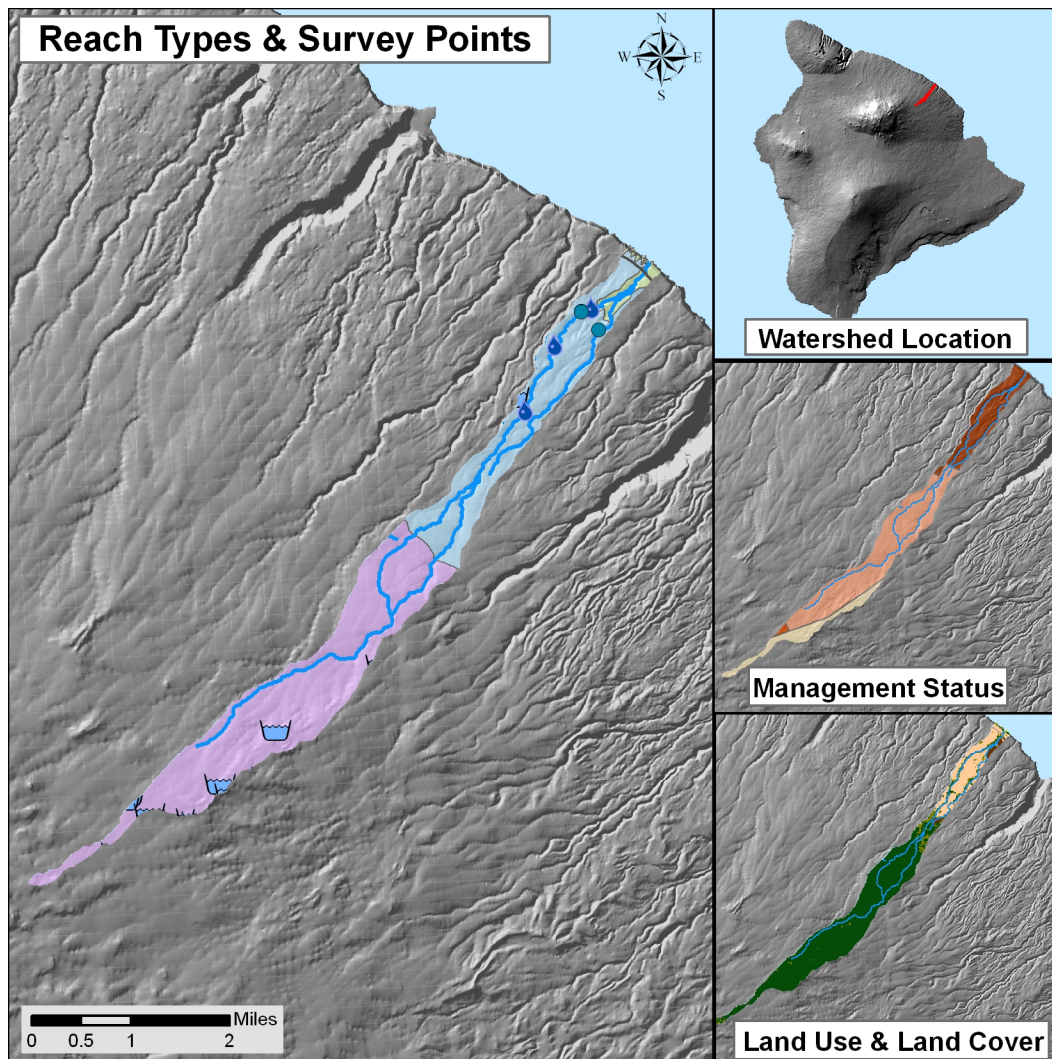 Reach Types & Survey Points
N
W E
S
Miles
0 0.5 1 2
Watershed Location
Management Status
Land Use & Land Cover